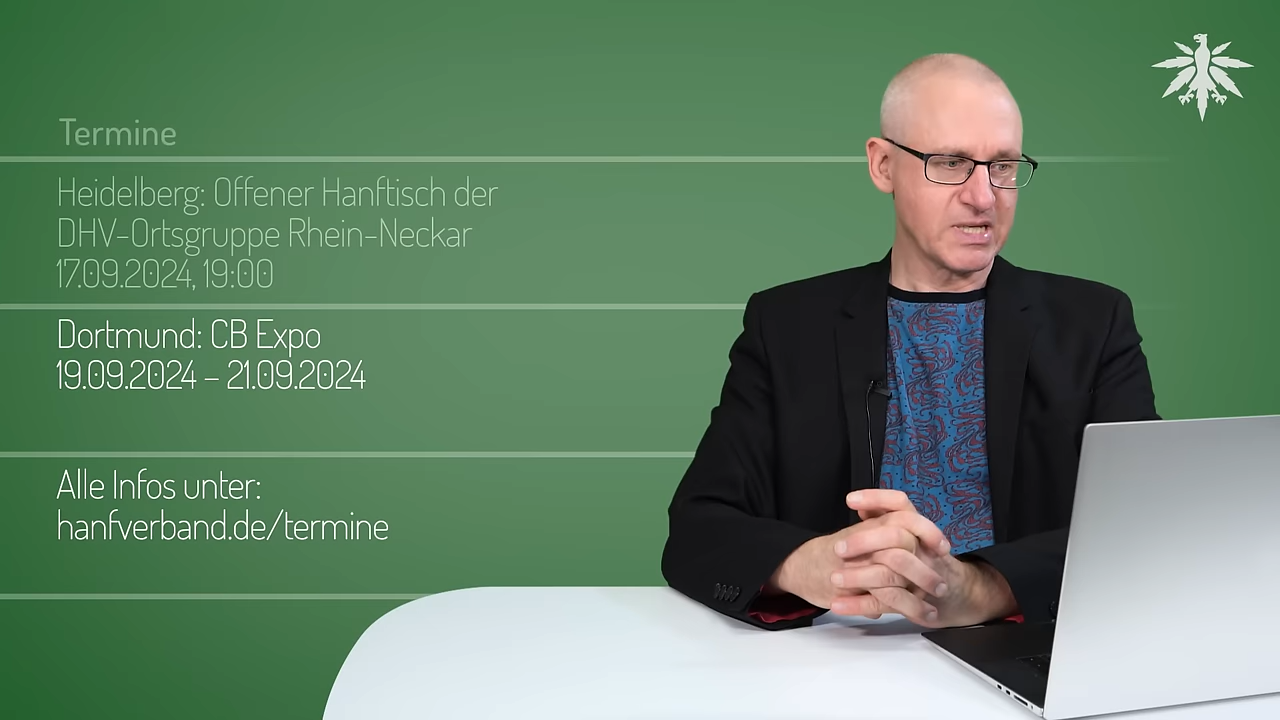 Termine
Heidelberg: Offener Hanftisch der
DHV-Ortsgruppe Rhein-Neckar
17.09.2024, 19:00
Dortmund: CB Expo
19.09.2024 – 21.09.2024
Alle Infos unter:
hanfverband.de/termine